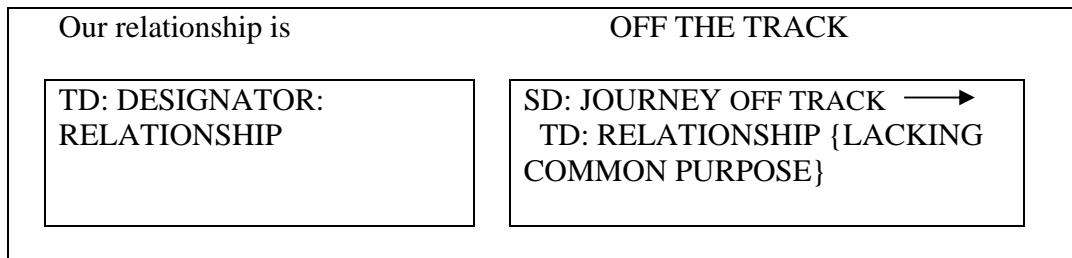 Our relationship is OFF THE TRACK
TD: DESIGNATOR:
RELATIONSHIP
SD: JOURNEY OFF TRACK →
TD: RELATIONSHIP {LACKING
COMMON PURPOSE}